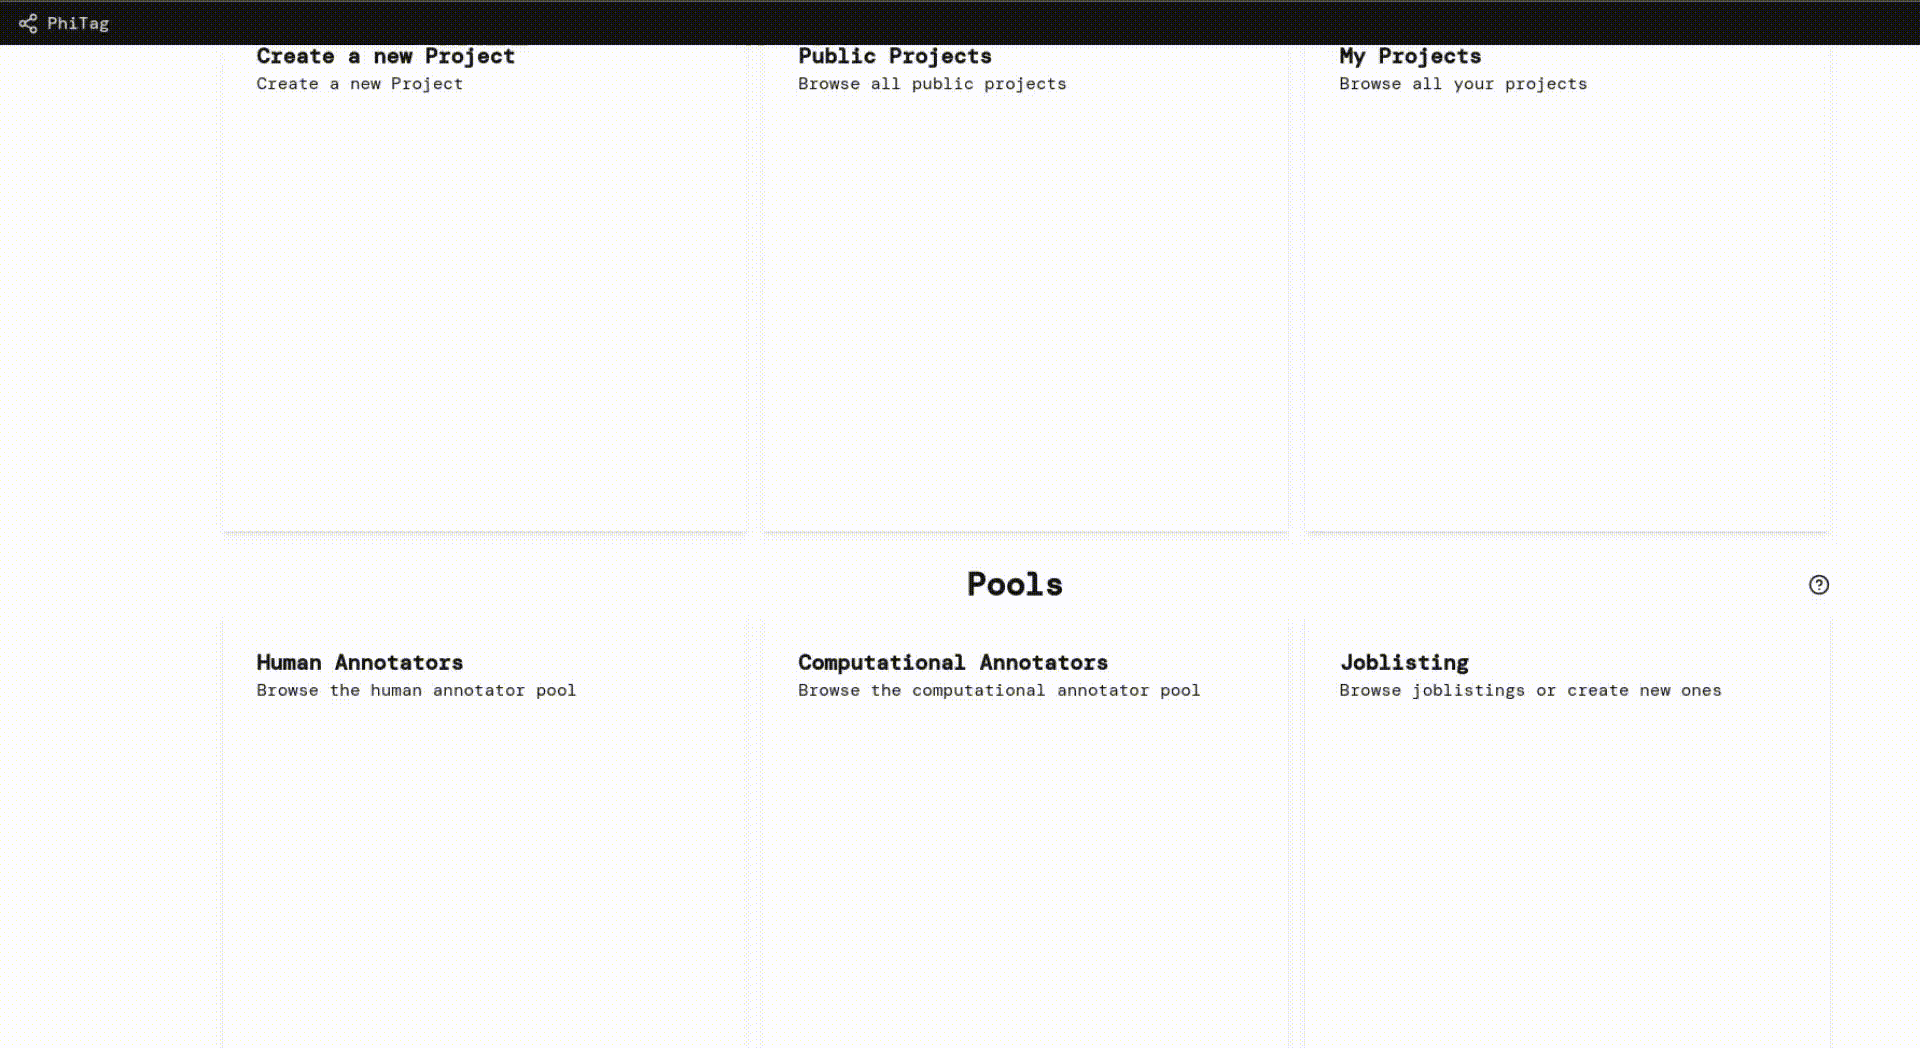 PhiTag
Create a new Project
Create a new Project
Public Projects
Browse all public projects
My Projects
Browse all your projects
Pools
Human Annotators
Browse the human annotator pool
Computational Annotators
Browse the computational annotator pool
Joblisting
Browse joblistings or create new ones